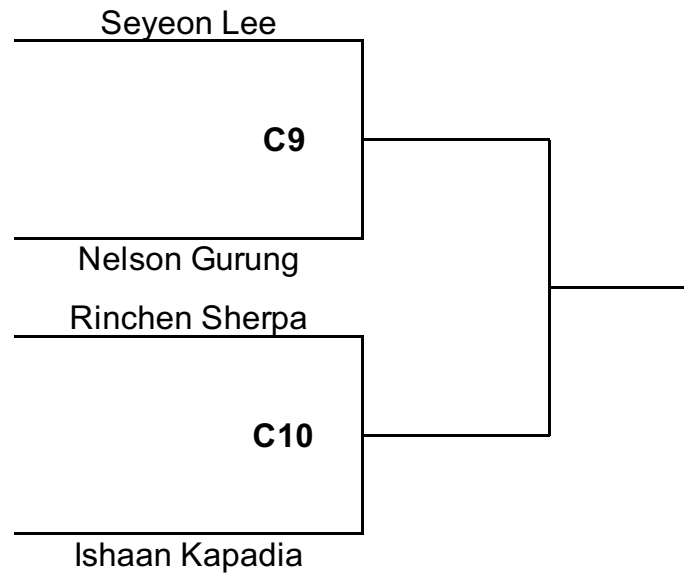 Seyeon Lee
C9
Nelson Gurung
Rinchen Sherpa
C10
Ishaan Kapadia